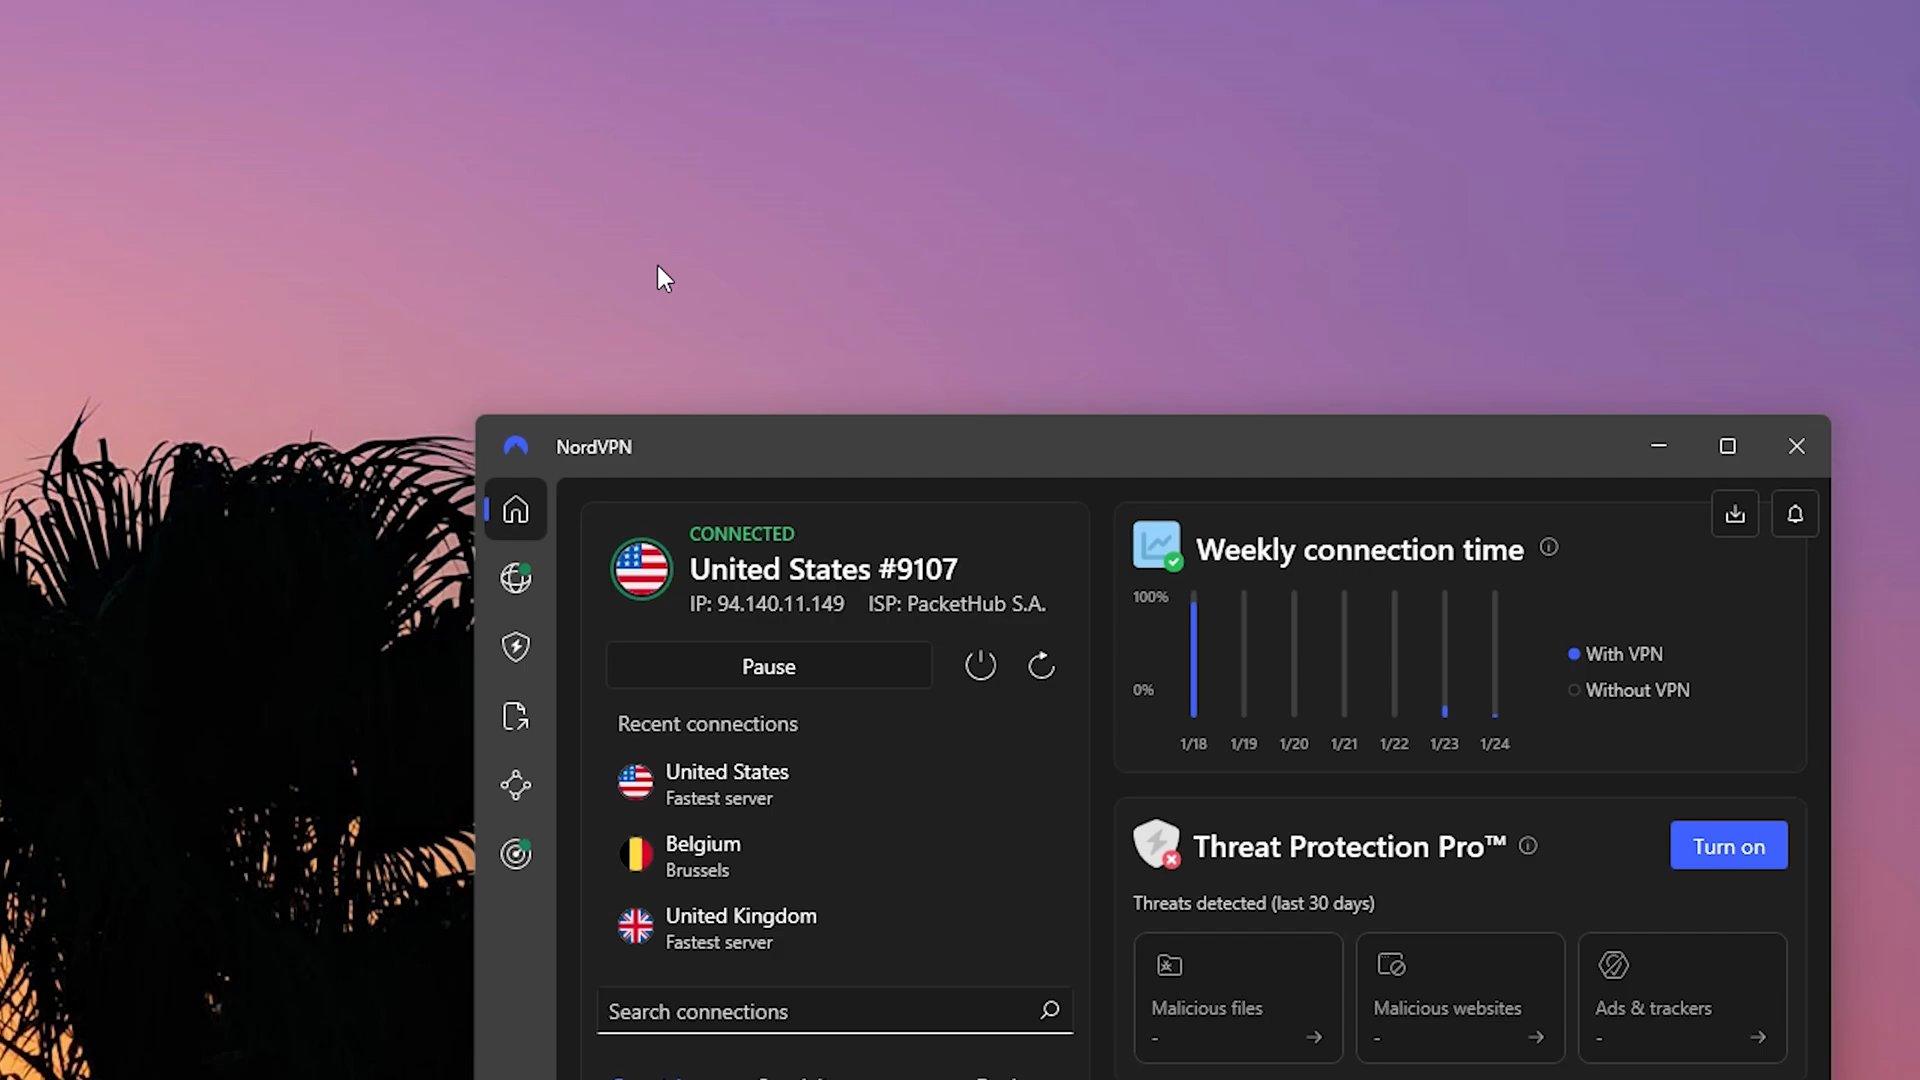 NordVPN
CONNECTED
United States #9107
IP: 94.140.11.149 ISP: PacketHub S.A.
Pause
Recent connections
United States
Fastest server
Belgium
Brussels
United Kingdom
Fastest server
Search connections
Weekly connection time
100%
0%
1/18 1/19 1/20 1/21 1/22 1/23 1/24
With VPN
Without VPN
Threat Protection Pro™
Turn on
Threats detected (last 30 days)
Malicious files
-
Malicious websites
-
Ads & trackers
-